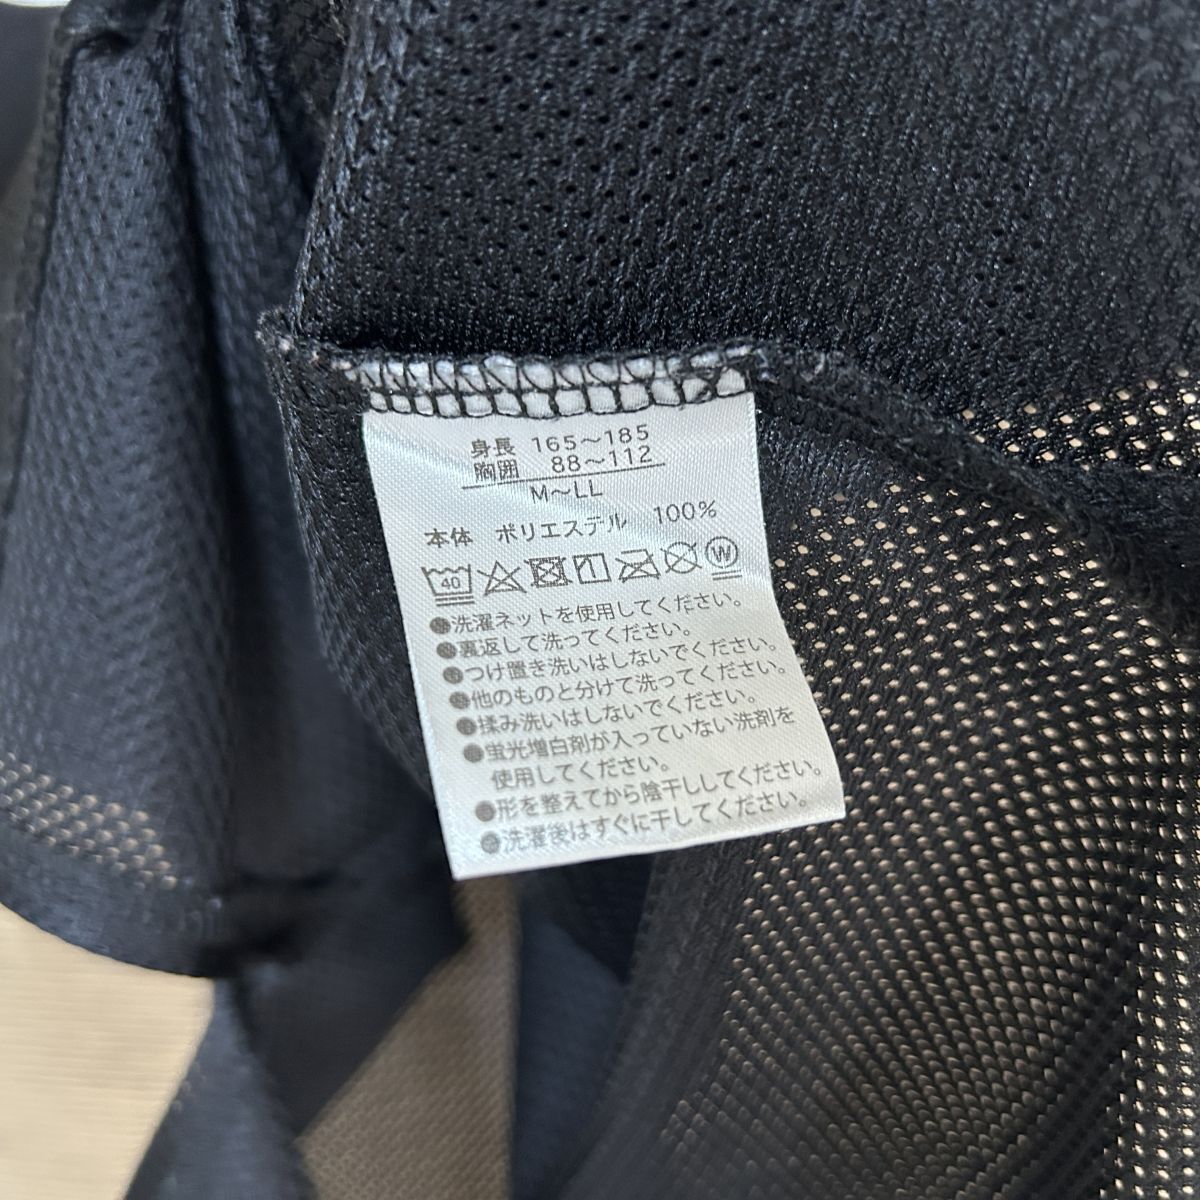 身長 165～185
胸囲 88～112
M～LL
本体 ポリエステル 100%
40 W
●洗濯ネットを使用してください。
●裏返して洗ってください。
●つけ置き洗いはしないでください。
●他のものと分けて洗ってください。
●揉み洗いはしないでください。
●蛍光増白剤が入っていない洗剤を
使用してください。
●形を整えてから陰干ししてください。
●洗濯後はすぐに干してください。